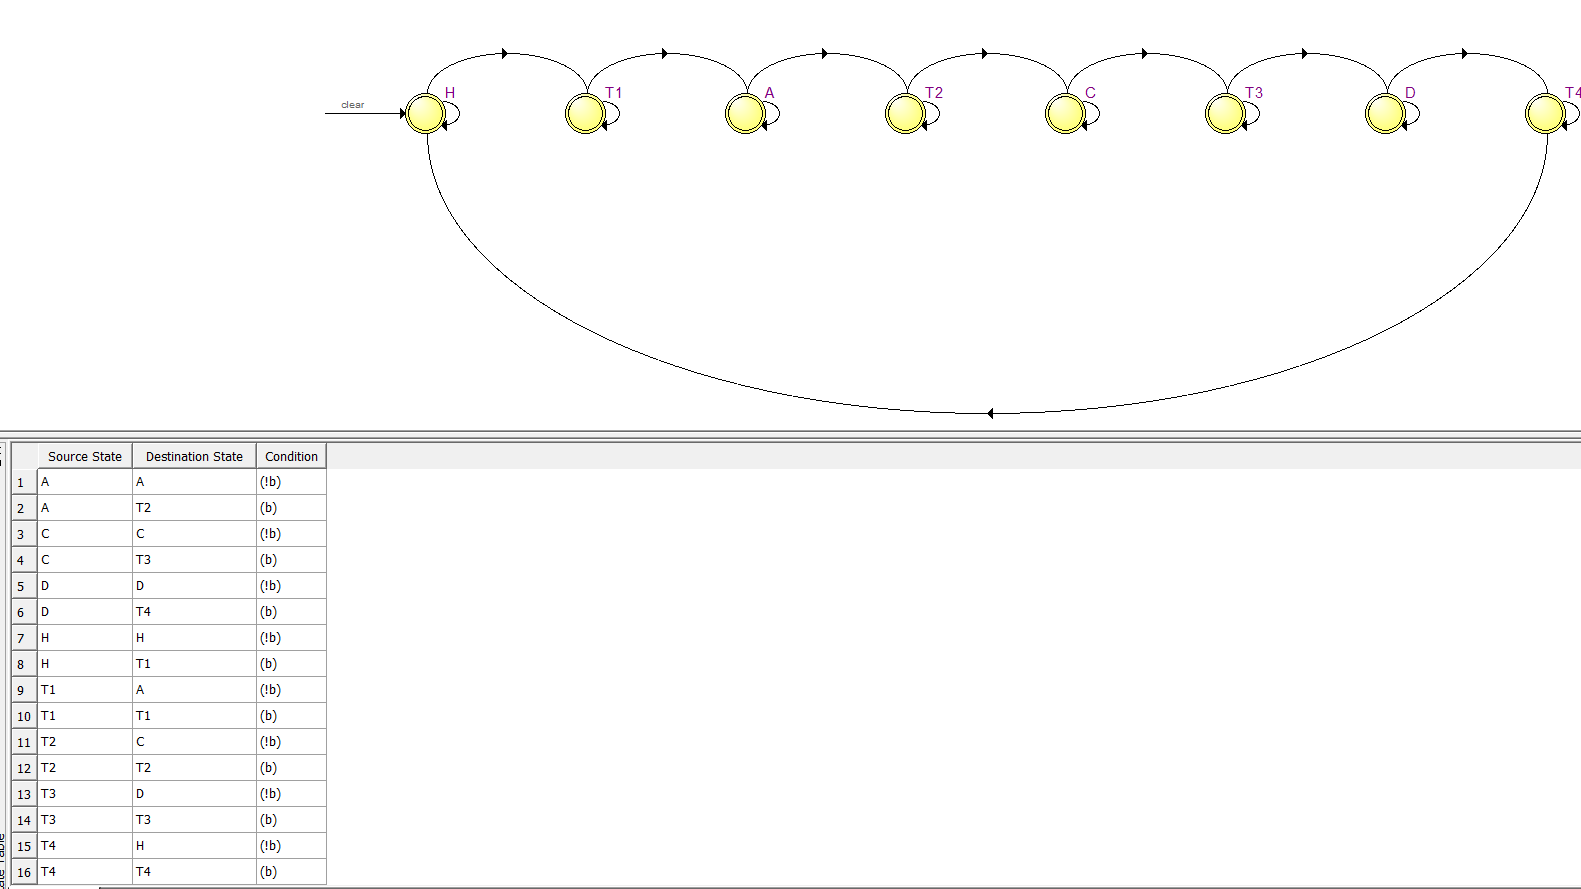 H T1 A T2 C T3 D T4
clear
Source State Destination State Condition
1 A A (!b)
2 A T2 (b)
3 C C (!b)
4 C T3 (b)
5 D D (!b)
6 D T4 (b)
7 H H (!b)
8 H T1 (b)
9 T1 A (!b)
10 T1 T1 (b)
11 T2 C (!b)
12 T2 T2 (b)
13 T3 D (!b)
14 T3 T3 (b)
15 T4 H (!b)
16 T4 T4 (b)